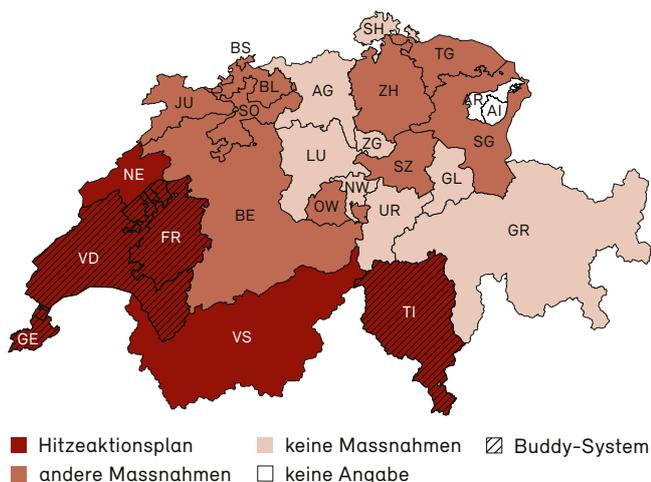 SH
BS
TG
BL
AG
ZH
JU
SO
AR
AI
SG
ZG
LU
SZ
NE
NW
GL
OW
UR
BE
FR
GR
VD
TI
GE
VS
Hitzeaktionsplan
keine Massnahmen
Buddy-System
andere Massnahmen
keine Angabe